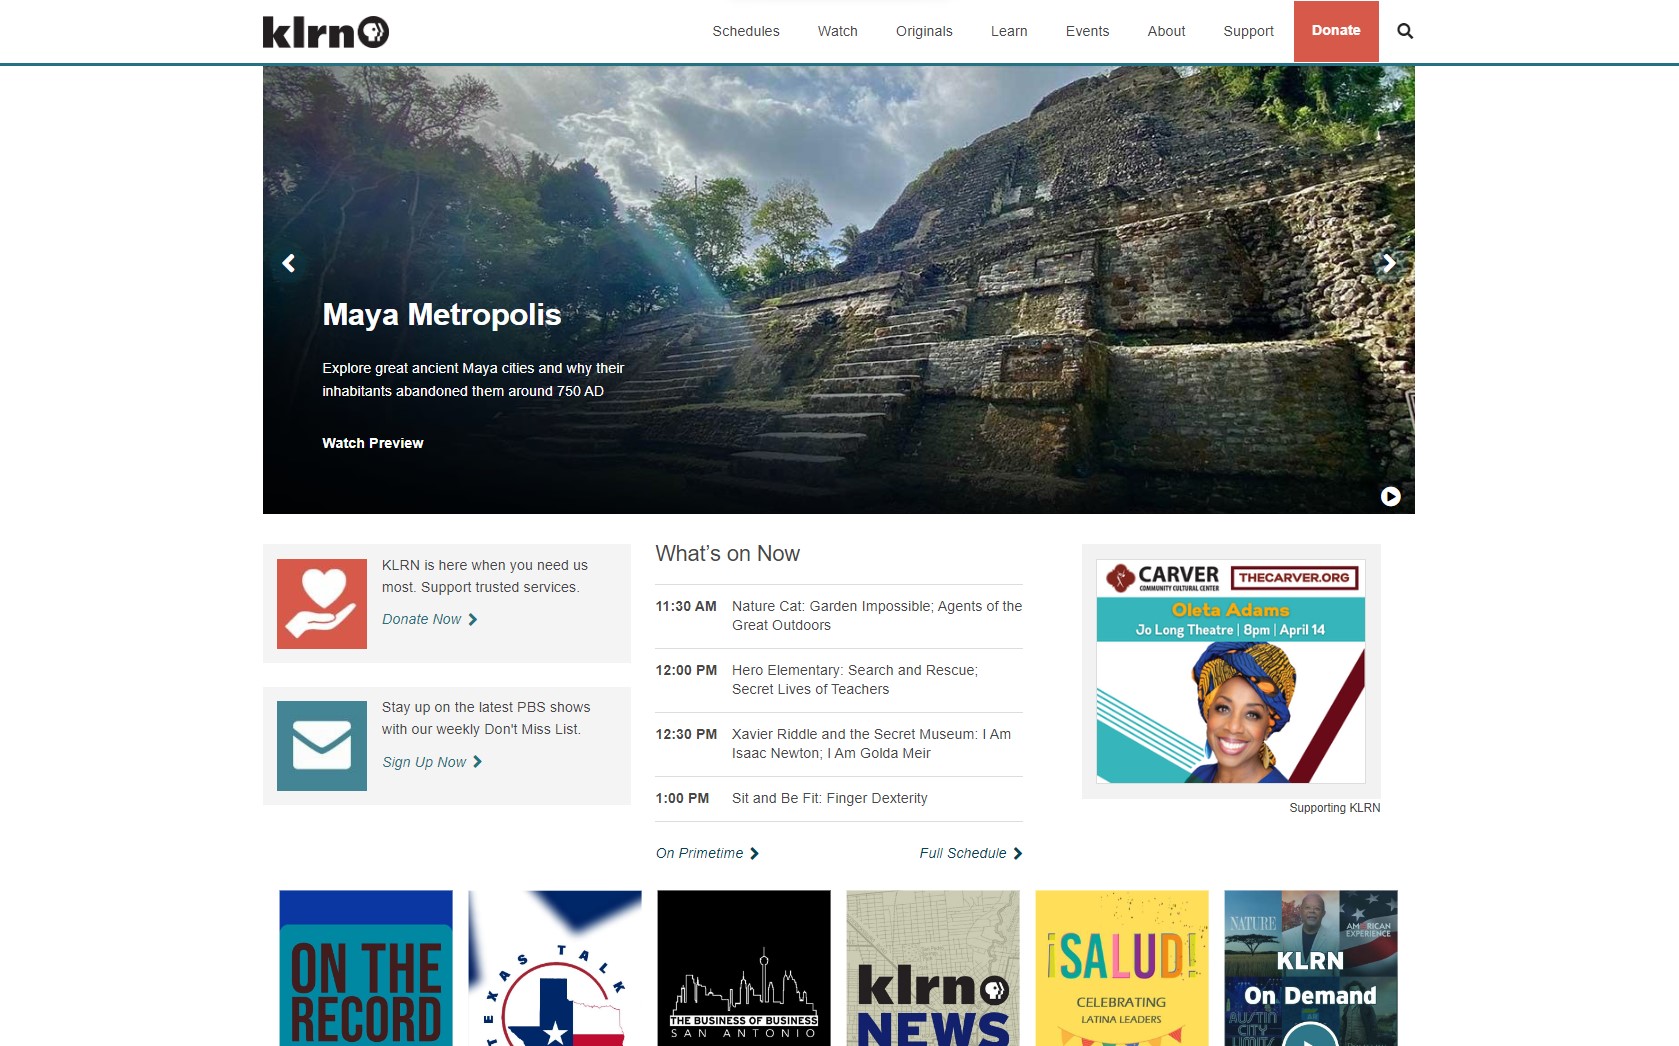 klrn
Schedules
Watch
Originals
Learn
Events
About
Support
Donate
Maya Metropolis
Explore great ancient Maya cities and why their
inhabitants abandoned them around 750 AD
Watch Preview
KLRN is here when you need us
most. Support trusted services.
Donate Now
Stay up on the latest PBS shows
with our weekly Don't Miss List.
Sign Up Now
What’s on Now
11:30 AM Nature Cat: Garden Impossible; Agents of the
Great Outdoors
12:00 PM Hero Elementary: Search and Rescue;
Secret Lives of Teachers
12:30 PM Xavier Riddle and the Secret Museum: I Am
Isaac Newton; I Am Golda Meir
1:00 PM Sit and Be Fit: Finger Dexterity
On Primetime
Full Schedule
CARVER
COMMUNITY CULTURAL CENTER
THECARVER.ORG
Oleta Adams
Jo Long Theatre | 8pm | April 14
Supporting KLRN
ON THE
RECORD
TEXAS TALK
THE BUSINESS OF BUSINESS
SAN ANTONIO
klrn
NEWS
¡SALUD!
CELEBRATING
LATINA LEADERS
NATURE
AMERICAN
EXPERIENCE
KLRN
On Demand
AUSTIN
CITY
LIMITS